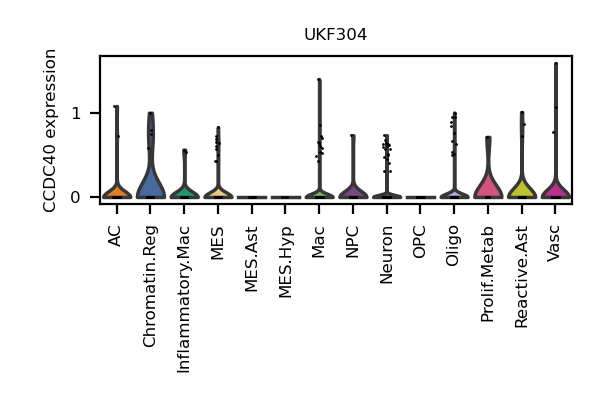 UKF304
CCDC40 expression
1
0
AC
Chromatin.Reg
Inflammatory.Mac
MES
MES.Ast
MES.Hyp
Mac
NPC
Neuron
OPC
Oligo
Prolif.Metab
Reactive.Ast
Vasc